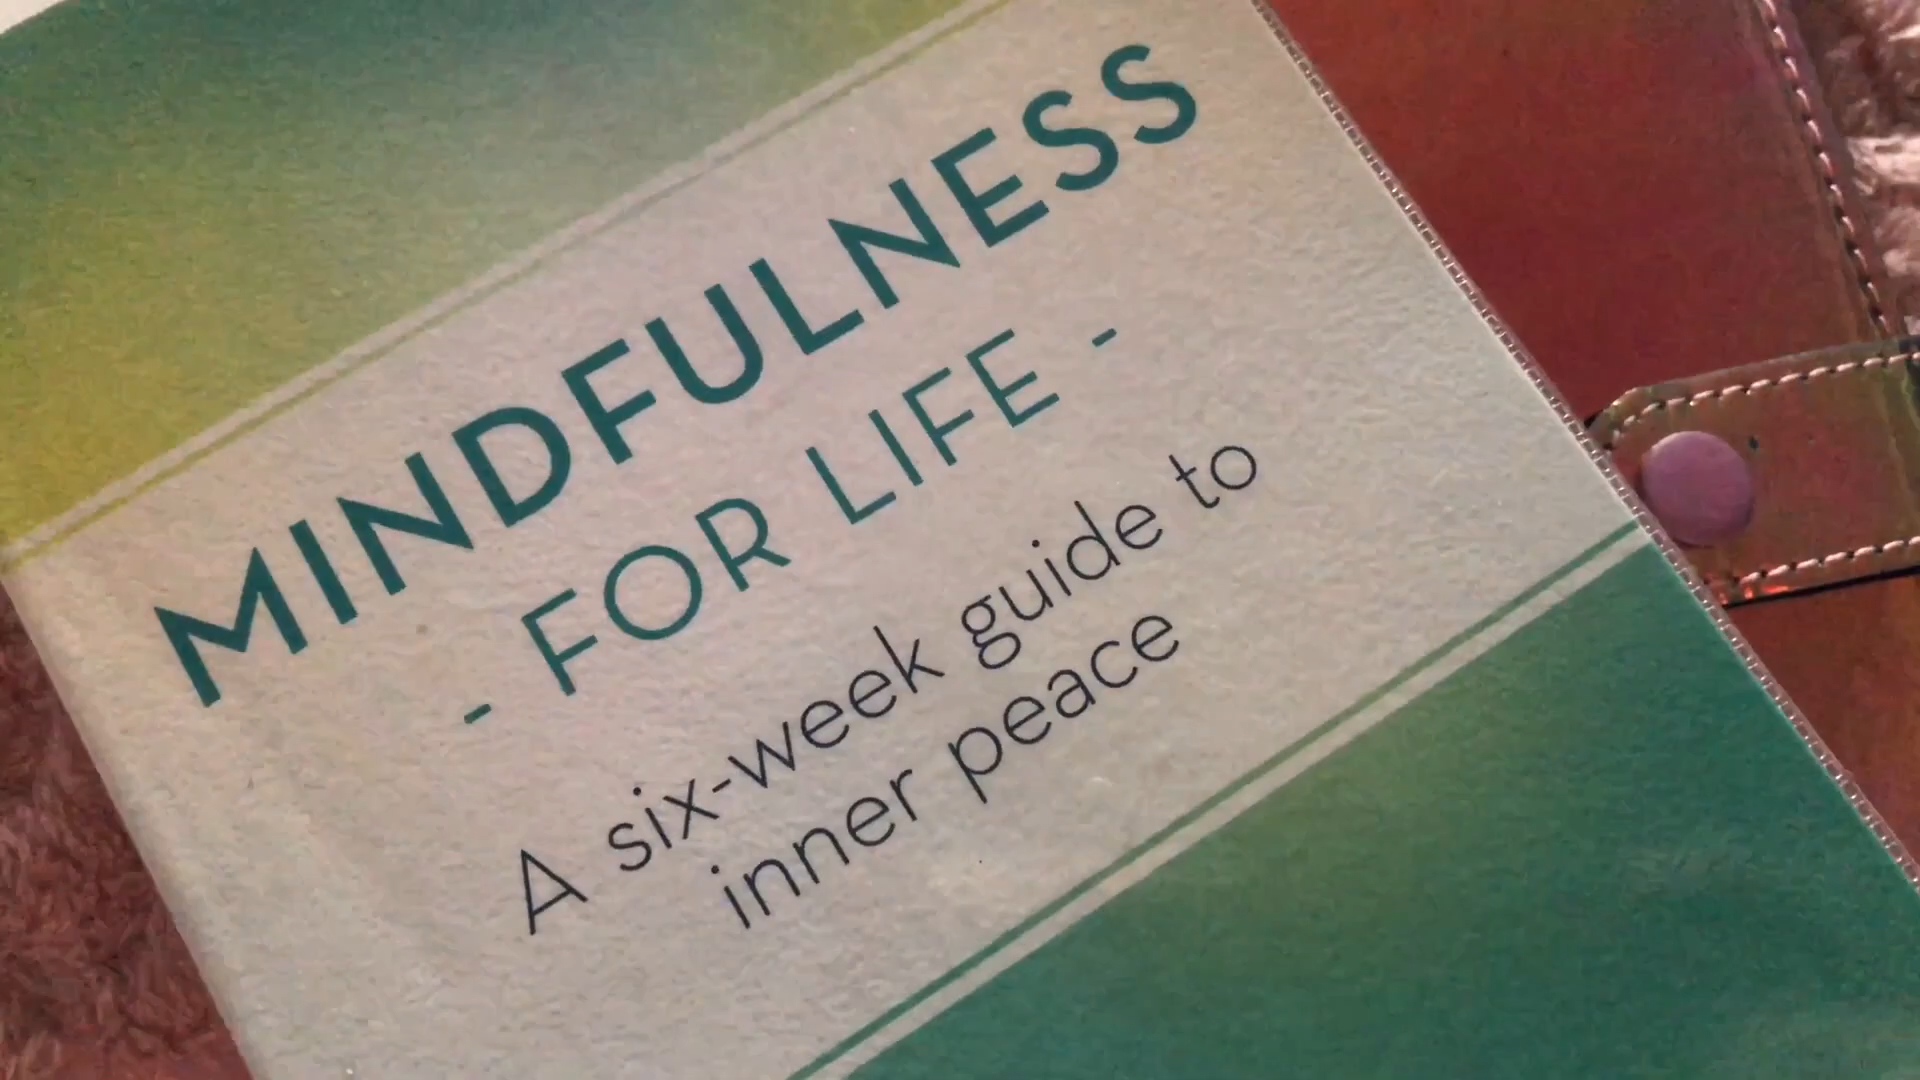 MINDFULNESS
- FOR LIFE -
A six-week guide to
inner peace